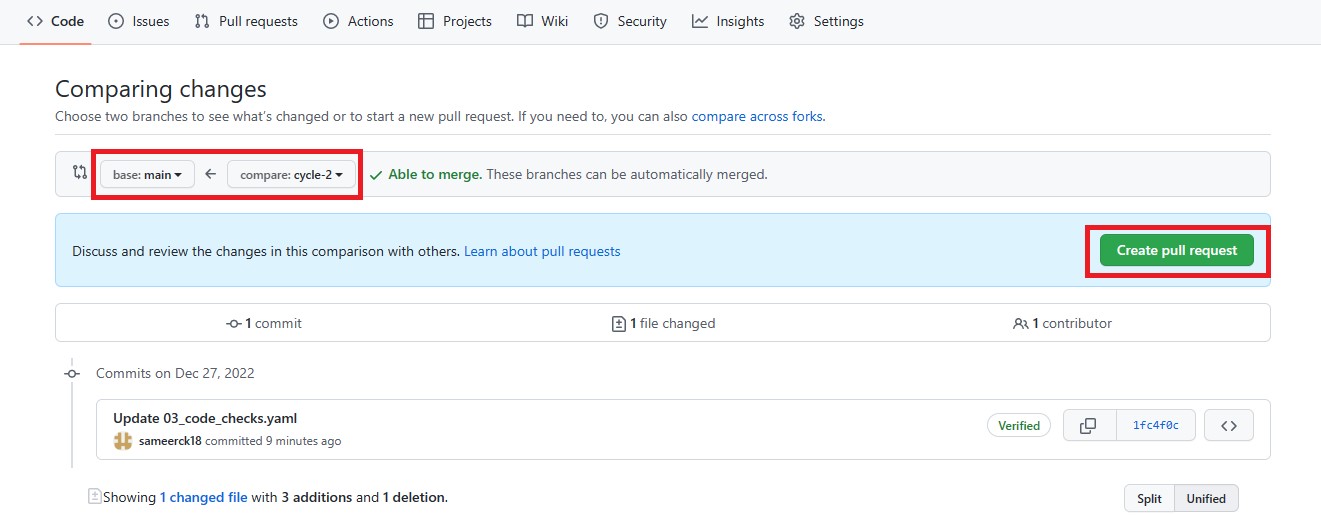 Code Issues Pull requests Actions Projects Wiki Security Insights Settings
Comparing changes
Choose two branches to see what's changed or to start a new pull request. If you need to, you can also compare across forks.
base: main compare: cycle-2 Able to merge. These branches can be automatically merged.
Discuss and review the changes in this comparison with others. Learn about pull requests Create pull request
1 commit 1 file changed 1 contributor
Commits on Dec 27, 2022
Update 03_code_checks.yaml
sameerck18 committed 9 minutes ago
Verified 1fc4f0c
Showing 1 changed file with 3 additions and 1 deletion. Split Unified